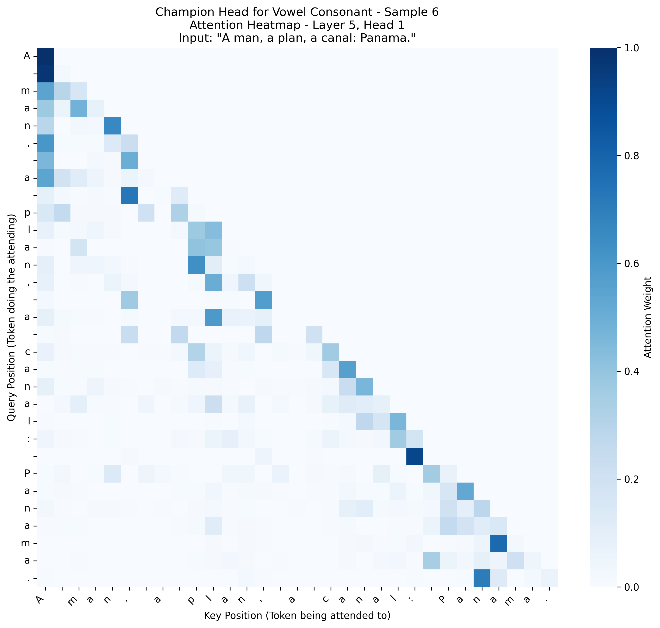 Champion Head for Vowel Consonant - Sample 6
Attention Heatmap - Layer 5, Head 1
Input: "A man, a plan, a canal: Panama."
A
m
a
n
,
a
p
l
a
n
,
a
c
a
n
a
l
:
P
a
n
a
m
a
.
Query Position (Token doing the attending)
A m a n , a p l a n , a c a n a l : P a n a m a .
Key Position (Token being attended to)
1.0
0.8
0.6
0.4
0.2
0.0
Attention Weight